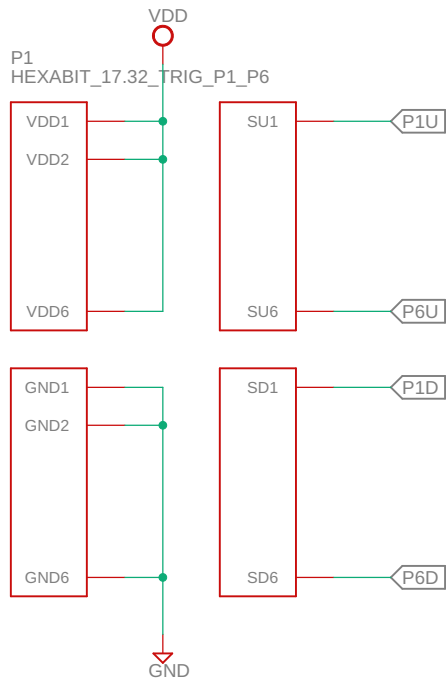 VDD
P1
HEXABIT_17.32_TRIG_P1_P6
VDD1
SU1
P1U
VDD2
VDD6
SU6
P6U
GND1
SD1
P1D
GND2
GND6
SD6
P6D
GND